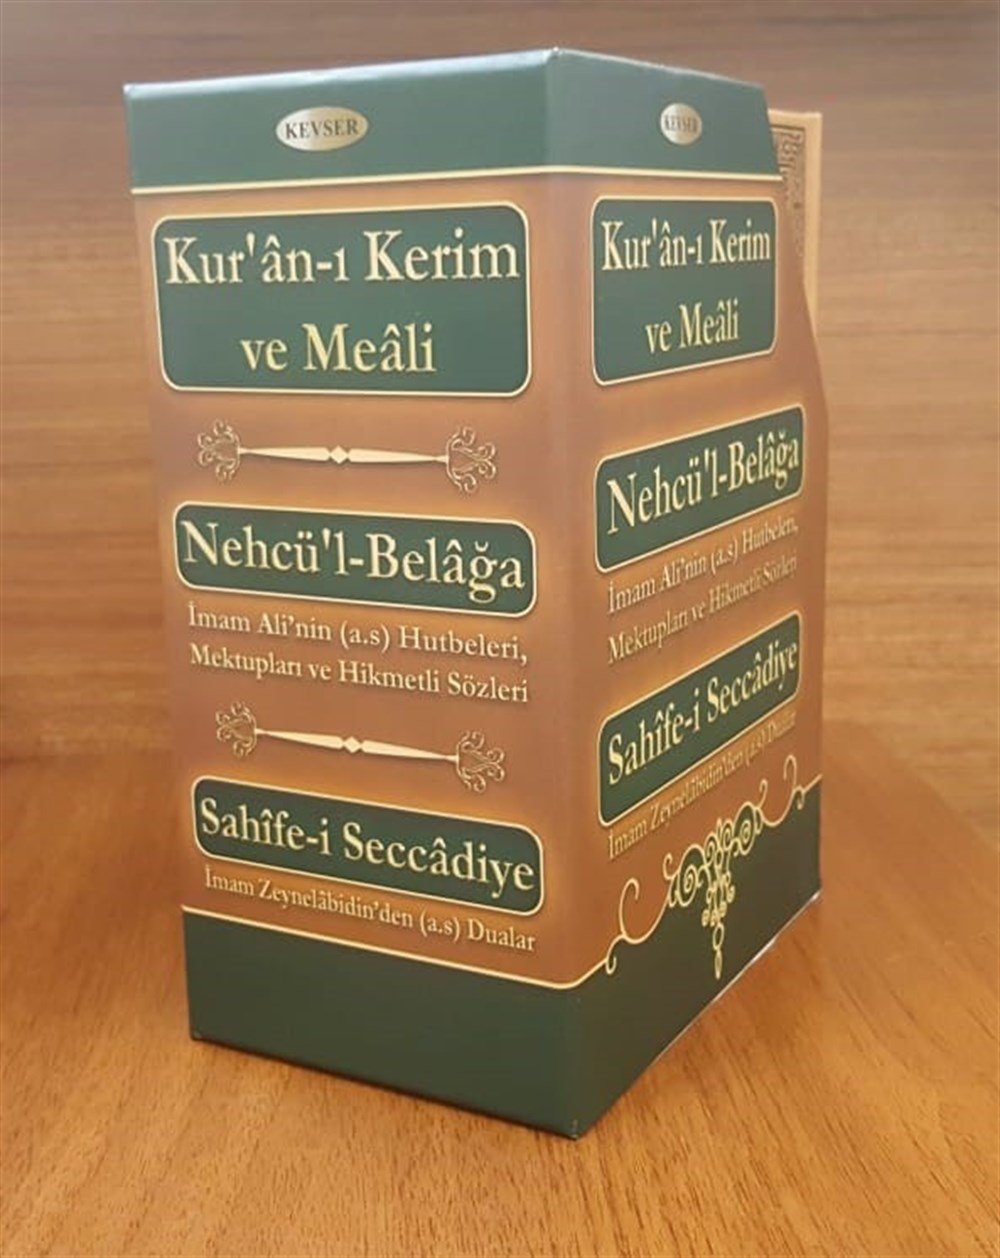 KEVSER
Kur'ân-ı Kerim
ve Meâli
Nehcü'l-Belâğa
İmam Ali'nin (a.s) Hutbeleri,
Mektupları ve Hikmetli Sözleri
Sahîfe-i Seccâdiye
İmam Zeynelâbidin'den (a.s) Dualar
KEVSER
Kur'ân-ı Kerim
ve Meâli
Nehcü'l-Belâğa
İmam Ali'nin (a.s) Hutbeleri,
Mektupları ve Hikmetli Sözleri
Sahîfe-i Seccâdiye
İmam Zeynelâbidin'den (a.s) Dualar